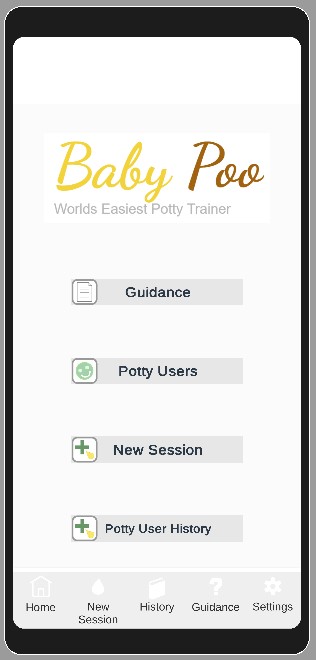 Baby Poo
Worlds Easiest Potty Trainer
Guidance
Potty Users
New Session
Potty User History
Home
New Session
History
Guidance
Settings